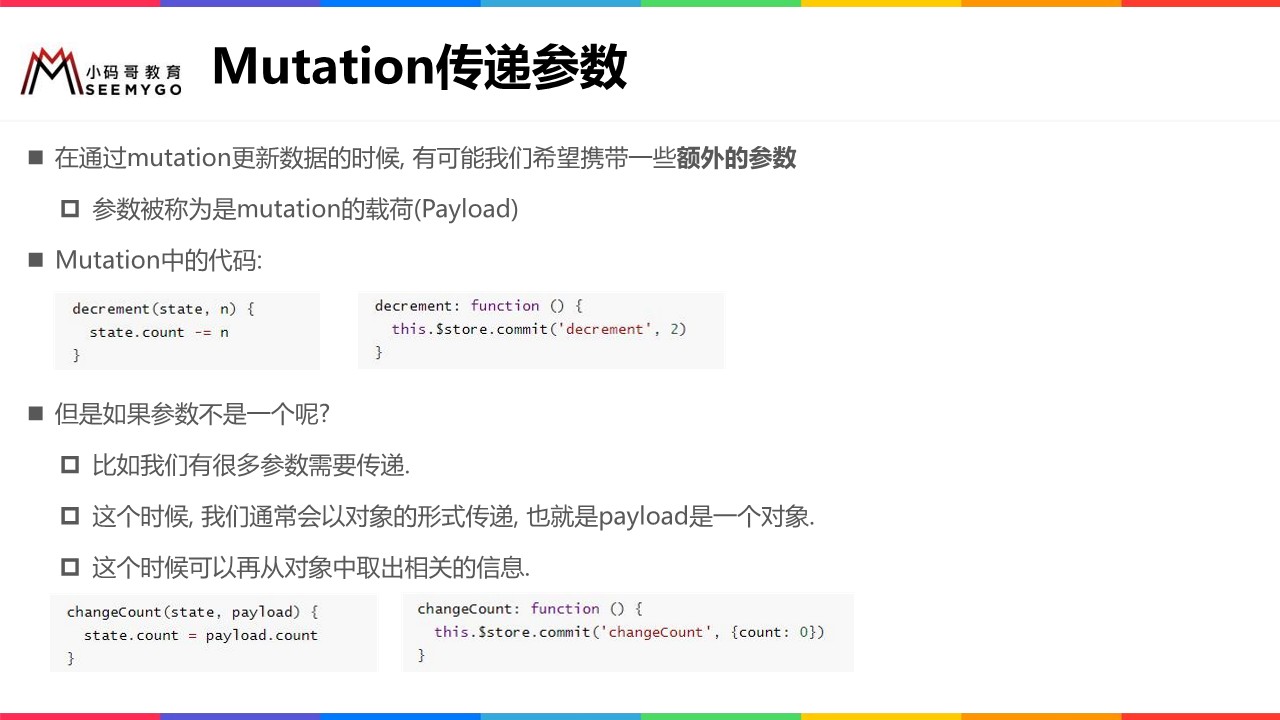 小码哥教育
SEEMYGO
Mutation传递参数
在通过mutation更新数据的时候, 有可能我们希望携带一些额外的参数
参数被称为是mutation的载荷(Payload)
Mutation中的代码:
decrement(state, n) {
state.count -= n
}
decrement: function () {
this.$store.commit('decrement', 2)
}
但是如果参数不是一个呢?
比如我们有很多参数需要传递.
这个时候, 我们通常会以对象的形式传递, 也就是payload是一个对象.
这个时候可以再从对象中取出相关的信息.
changeCount(state, payload) {
state.count = payload.count
}
changeCount: function () {
this.$store.commit('changeCount', {count: 0})
}